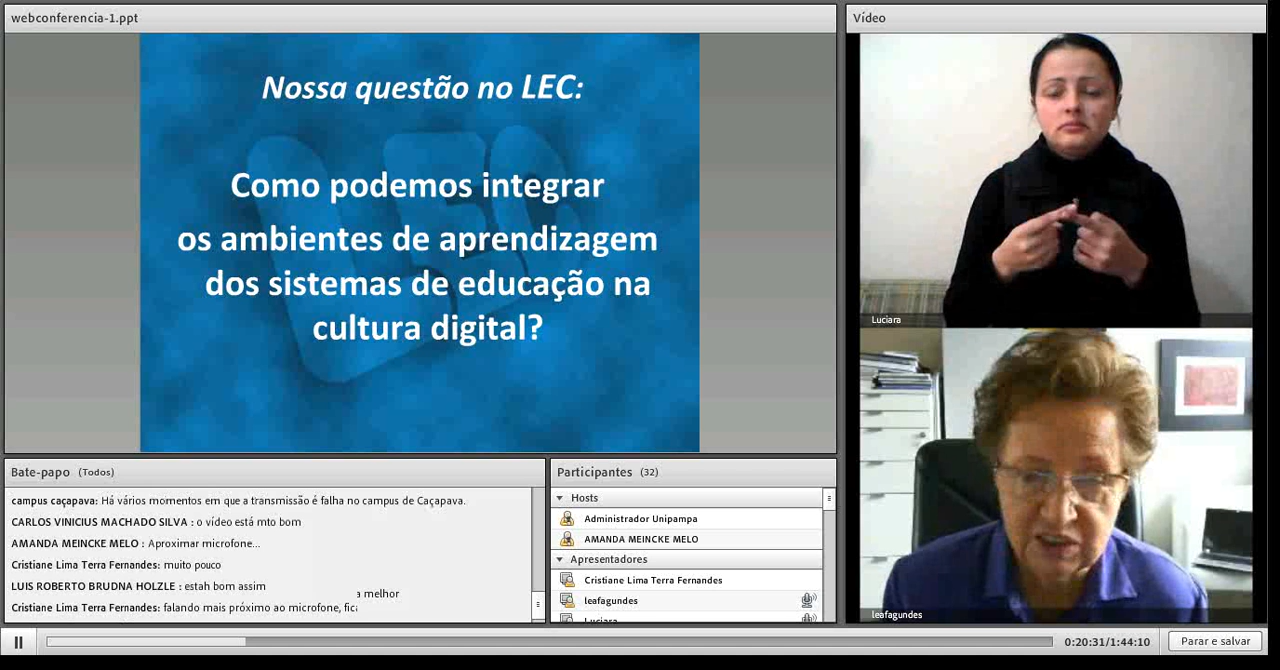 webconferencia-1.ppt
Nossa questão no LEC:
Como podemos integrar
os ambientes de aprendizagem
dos sistemas de educação na
cultura digital?
Vídeo
Luciara
leafagundes
Bate-papo (Todos)
campus caçapava: Há vários momentos em que a transmissão é falha no campus de Caçapava.
CARLOS VINICIUS MACHADO SILVA : o vídeo está mto bom
AMANDA MEINCKE MELO : Aproximar microfone...
Cristiane Lima Terra Fernandes: muito pouco
LUIS ROBERTO BRUDNA HOLZLE : estah bom assim
a melhor
Cristiane Lima Terra Fernandes: falando mais próximo ao microfone, fica
Participantes (32)
Hosts
Administrador Unipampa
AMANDA MEINCKE MELO
Apresentadores
Cristiane Lima Terra Fernandes
leafagundes
Luciara
0:20:31/1:44:10
Parar e salvar